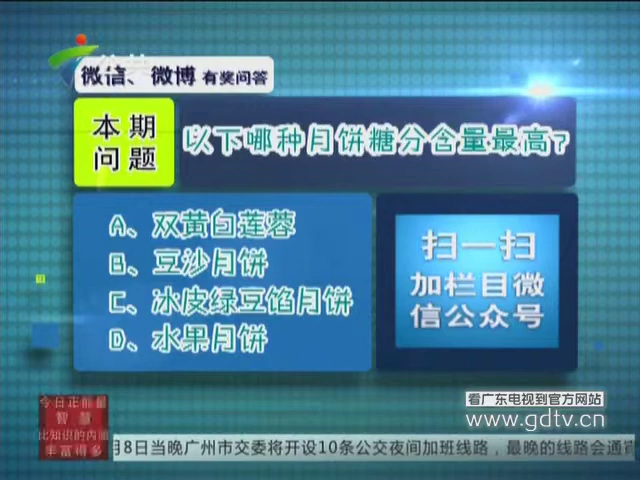 公共
微信、微博 有奖问答
本期
问题
以下哪种月饼糖分含量最高?
A、双黄白莲蓉
B、豆沙月饼
C、冰皮绿豆馅月饼
D、水果月饼
扫一扫
加栏目微
信公众号
看广东电视到官方网站
www.gdtv.cn
今日正能量
智慧
比知识的内涵
丰富得多
月8日当晚广州市交委将开设10条公交夜间加班线路，最晚的线路会通宵